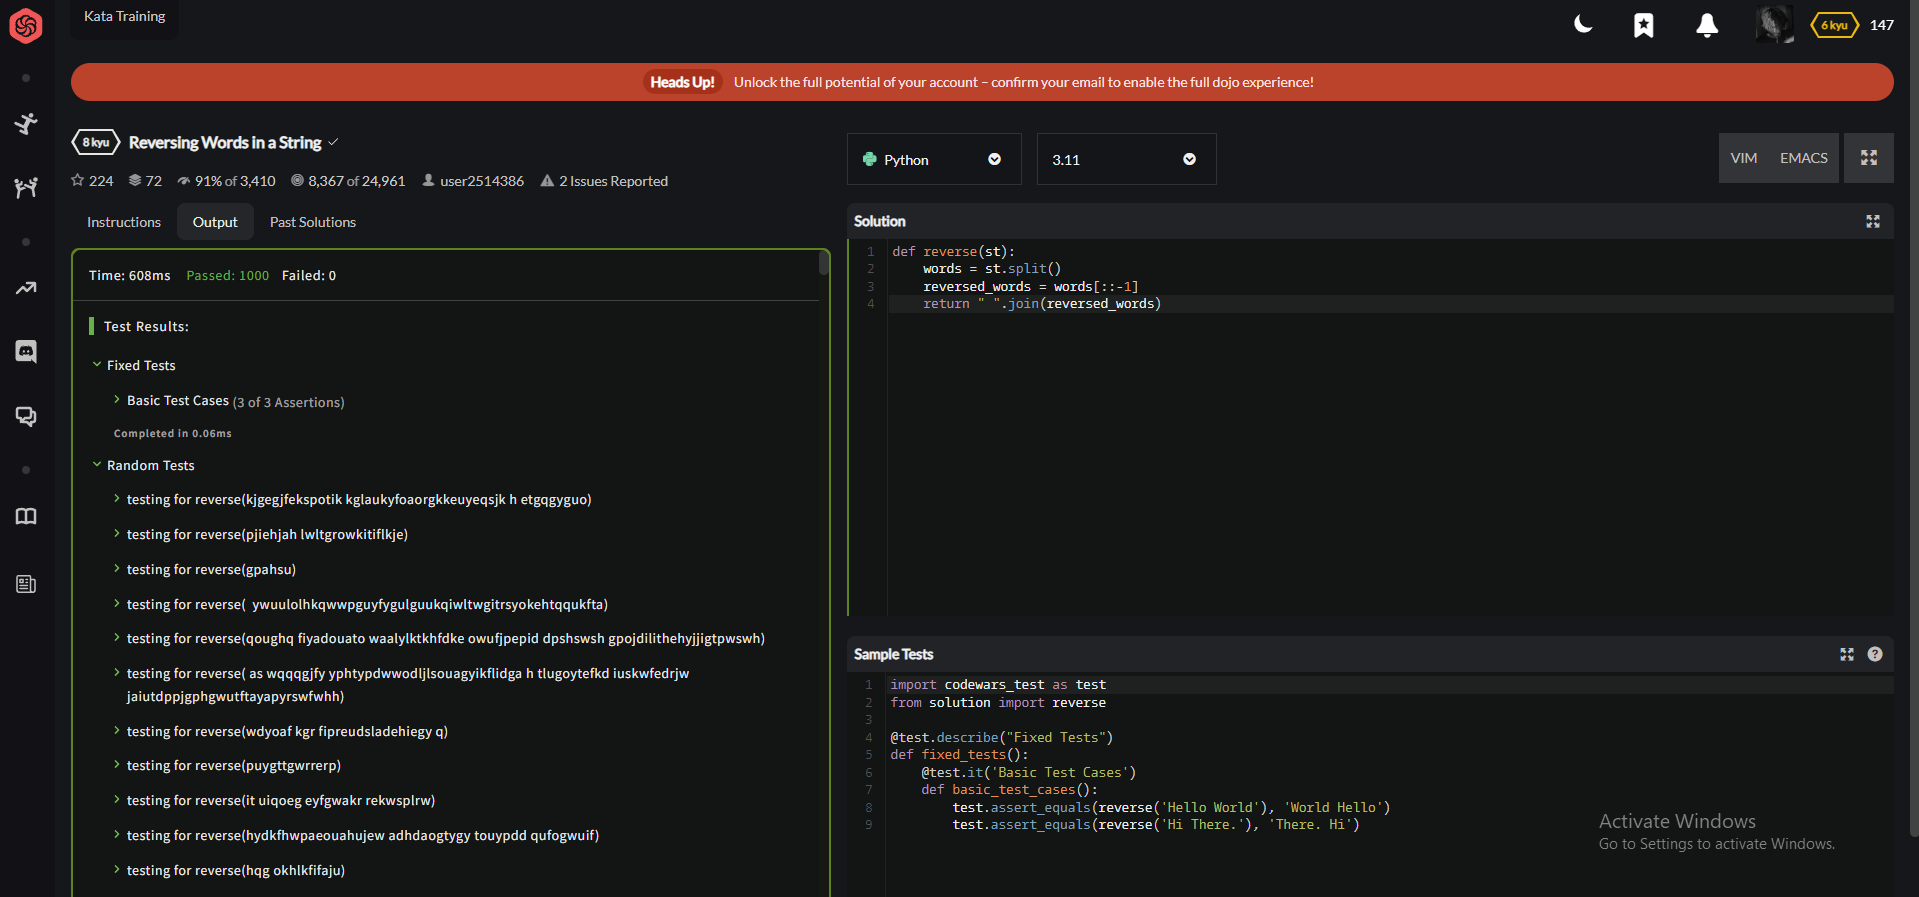 Kata Training
6 kyu 147
Heads Up! Unlock the full potential of your account – confirm your email to enable the full dojo experience!
8 kyu Reversing Words in a String
224 72 91% of 3,410 8,367 of 24,961 user2514386 2 Issues Reported
Instructions Output Past Solutions
Time: 608ms Passed: 1000 Failed: 0
Test Results:
Fixed Tests
Basic Test Cases (3 of 3 Assertions)
Completed in 0.06ms
Random Tests
testing for reverse(kjgegjfekspotik kglaukyfoaorgkkeuyeqsjk h etgqgyguo)
testing for reverse(pjiehjah lwltgrowkitiflkje)
testing for reverse(gpahsu)
testing for reverse(  ywuulolhkqwwpguyfygulguukqiwltwgitrsyokehtqqukfta)
testing for reverse(qoughq fiyadouato waalylktkhfdke owufjpepid dpshswsh gpojdilithehyjjigtpwswh)
testing for reverse( as wqqqgjfy yphtypdwwodljlsouagyikflidga h tlugoytefkd iuskwfedrjw
jaiutdppjgphgwutftayapyrswfwhh)
testing for reverse(wdyoaf kgr fipreudsladehiegy q)
testing for reverse(puygttgwrrerp)
testing for reverse(it uiqoeg eyfgwakr rekwsplrw)
testing for reverse(hydkfhwpaeouahujew adhdaogtygy touypdd qufogwuif)
testing for reverse(hqg okhlkfifaju)
Python 3.11 VIM EMACS
Solution
1 def reverse(st):
2     words = st.split()
3     reversed_words = words[::-1]
4     return " ".join(reversed_words)
Sample Tests
1 import codewars_test as test
2 from solution import reverse
3
4 @test.describe("Fixed Tests")
5 def fixed_tests():
6     @test.it('Basic Test Cases')
7     def basic_test_cases():
8         test.assert_equals(reverse('Hello World'), 'World Hello')
9         test.assert_equals(reverse('Hi There.'), 'There. Hi')
Activate Windows
Go to Settings to activate Windows.